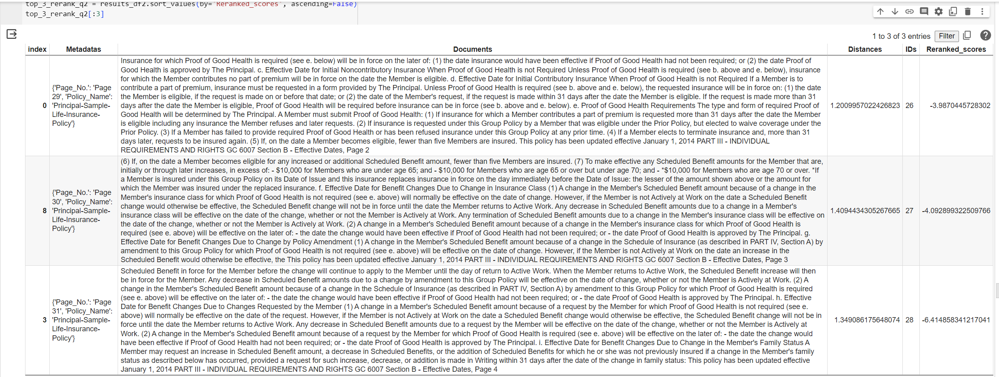 top_3_rerank_q2 = results_df2.sort_values(by='Reranked_scores', ascending=False)
top_3_rerank_q2[:3]
1 to 3 of 3 entries Filter
index Metadatas Documents Distances IDs Reranked_scores
0
{'Page_No.': 'Page
29', 'Policy_Name':
'Principal-Sample-
Life-Insurance-
Policy'}
Insurance for which Proof of Good Health is required (see e. below) will be in force on the later of: (1) the date insurance would have been effective if Proof of Good Health had not been required; or (2) the date Proof of
Good Health is approved by The Principal. c. Effective Date for Initial Noncontributory Insurance When Proof of Good Health is not Required Unless Proof of Good Health is required (see b. above and e. below), insurance
for which the Member contributes no part of premium will be in force on the date the Member is eligible. d. Effective Date for Initial Contributory Insurance When Proof of Good Health is not Required If a Member is to
contribute a part of premium, insurance must be requested in a form provided by The Principal. Unless Proof of Good Health is required (see b. above and e. below), the requested insurance will be in force on: (1) the date
the Member is eligible, if the request is made on or before that date; or (2) the date of the Member's request, if the request is made within 31 days after the date the Member is eligible. If the request is made more than 31
days after the date the Member is eligible, Proof of Good Health will be required before insurance can be in force (see b. above and e. below). e. Proof of Good Health Requirements The type and form of required Proof of
Good Health will be determined by The Principal. A Member must submit Proof of Good Health: (1) If insurance for which a Member contributes a part of premium is requested more than 31 days after the date the Member
is eligible including any insurance the Member refuses and later requests. (2) If insurance is requested under this Group Policy by a Member that was eligible under the Prior Policy, but elected to waive coverage under the
Prior Policy. (3) If a Member has failed to provide required Proof of Good Health or has been refused insurance under this Group Policy at any prior time. (4) If a Member elects to terminate insurance and, more than 31
days later, requests to be insured again. (5) If, on the date a Member becomes eligible, fewer than five Members are insured. This policy has been updated effective January 1, 2014 PART III - INDIVIDUAL
REQUIREMENTS AND RIGHTS GC 6007 Section B - Effective Dates, Page 2
1.2009957022426823 26 -3.9870445728302
8
{'Page_No.': 'Page
30', 'Policy_Name':
'Principal-Sample-
Life-Insurance-
Policy'}
(6) If, on the date a Member becomes eligible for any increased or additional Scheduled Benefit amount, fewer than five Members are insured. (7) To make effective any Scheduled Benefit amounts for the Member that are,
initially or through later increases, in excess of: - $10,000 for Members who are under age 65; and - $10,000 for Members who are age 65 or over but under age 70; and - *$10,000 for Members who are age 70 or over. *If
a Member is insured under this Group Policy on its Date of Issue and this insurance replaces insurance in force on the day immediately before the Date of Issue: the lesser of the amount shown above or the amount for
which the Member was insured under the replaced insurance. f. Effective Date for Benefit Changes Due to Change in Insurance Class (1) A change in the Member's Scheduled Benefit amount because of a change in the
Member's insurance class for which Proof of Good Health is not required (see e. above) will normally be effective on the date of change. However, if the Member is not Actively at Work on the date a Scheduled Benefit
change would otherwise be effective, the Scheduled Benefit change will not be in force until the date the Member returns to Active Work. Any decrease in Scheduled Benefit amounts due to a change in a Member's
insurance class will be effective on the date of the change, whether or not the Member is Actively at Work. Any termination of Scheduled Benefit amounts due to a change in the Member's insurance class will be effective on
the date of the change, whether or not the Member is Actively at Work. (2) A change in a Member's Scheduled Benefit amount because of a change in the Member's insurance class for which Proof of Good Health is
required (see e. above) will be effective on the later of: - the date the change would have been effective if Proof of Good Health had not been required; or - the date Proof of Good Health is approved by The Principal. g.
Effective Date for Benefit Changes Due to Change by Policy Amendment (1) A change in the Member's Scheduled Benefit amount because of a change in the Schedule of Insurance (as described in PART IV, Section A) by
amendment to this Group Policy for which Proof of Good Health is not required (see e. above) will be effective on the date of change. However, if the Member is not Actively at Work on the date an increase in the
Scheduled Benefit would otherwise be effective, the This policy has been updated effective January 1, 2014 PART III - INDIVIDUAL REQUIREMENTS AND RIGHTS GC 6007 Section B - Effective Dates, Page 3
1.4094434305267665 27 -4.092899322509766
3
{'Page_No.': 'Page
31', 'Policy_Name':
'Principal-Sample-
Life-Insurance-
Policy'}
Scheduled Benefit in force for the Member before the change will continue to apply to the Member until the day of return to Active Work. When the Member returns to Active Work, the Scheduled Benefit increase will then
be in force for the Member. Any decrease in Scheduled Benefit amounts due to a change by amendment to this Group Policy will be effective on the date of change, whether or not the Member is Actively at Work. (2) A
change in the Member's Scheduled Benefit amount because of a change in the Schedule of Insurance (as described in PART IV, Section A) by amendment to this Group Policy for which Proof of Good Health is required
(see e. above) will be effective on the later of: - the date the change would have been effective if Proof of Good Health had not been required; or - the date Proof of Good Health is approved by The Principal. h. Effective
Date for Benefit Changes Due to Changes Requested by the Member (1) A change in a Member's Scheduled Benefit amount because of a request by the Member for which Proof of Good Health is not required (see e.
above) will normally be effective on the date of the request. However, if the Member is not Actively at Work on the date a Scheduled Benefit change would otherwise be effective, the Scheduled Benefit change will not be in
force until the date the Member returns to Active Work. Any decrease in Scheduled Benefit amounts due to a request by the Member will be effective on the date of the change, whether or not the Member is Actively at
Work. (2) A change in the Member's Scheduled Benefit amount because of a request by the Member for which Proof of Good Health is required (see e. above) will be effective on the later of: - the date the change would
have been effective if Proof of Good Health had not been required; or - the date Proof of Good Health is approved by The Principal. i. Effective Date for Benefit Changes Due to Change in the Member's Family Status A
Member may request an increase in Scheduled Benefit amount, a decrease in Scheduled Benefits, or the addition of Scheduled Benefits for which he or she was not previously insured if a change in the Member's family
status as described below has occurred, provided a request for such increase, decrease, or addition is made in Writing within 31 days after the date of the change in family status: This policy has been updated effective
January 1, 2014 PART III - INDIVIDUAL REQUIREMENTS AND RIGHTS GC 6007 Section B - Effective Dates, Page 4
1.349086175648074 28 -6.414858341217041